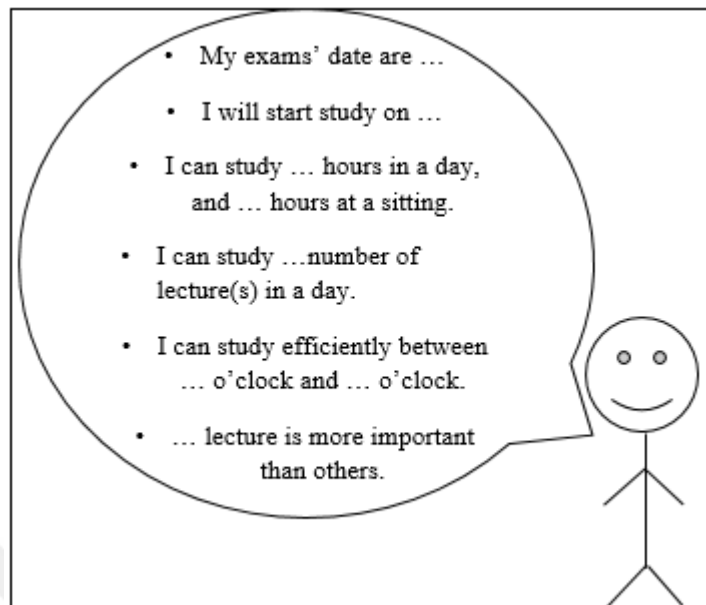 • My exams’ date are …
• I will start study on …
• I can study … hours in a day,
and … hours at a sitting.
• I can study …number of
lecture(s) in a day.
• I can study efficiently between
… o’clock and … o’clock.
• … lecture is more important
than others.